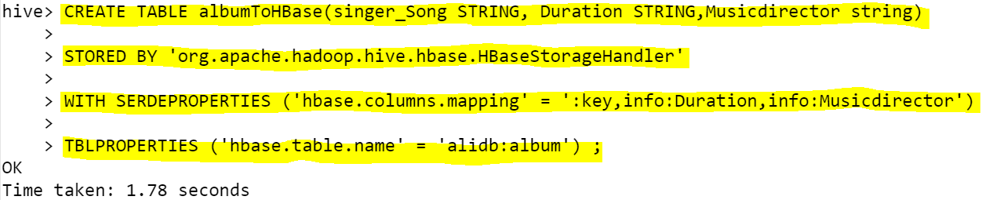 hive> CREATE TABLE albumToHBase(singer_Song STRING, Duration STRING,Musicdirector string)
    >
    > STORED BY 'org.apache.hadoop.hive.hbase.HBaseStorageHandler'
    >
    > WITH SERDEPROPERTIES ('hbase.columns.mapping' = ':key,info:Duration,info:Musicdirector')
    >
    > TBLPROPERTIES ('hbase.table.name' = 'alidb:album') ;
OK
Time taken: 1.78 seconds